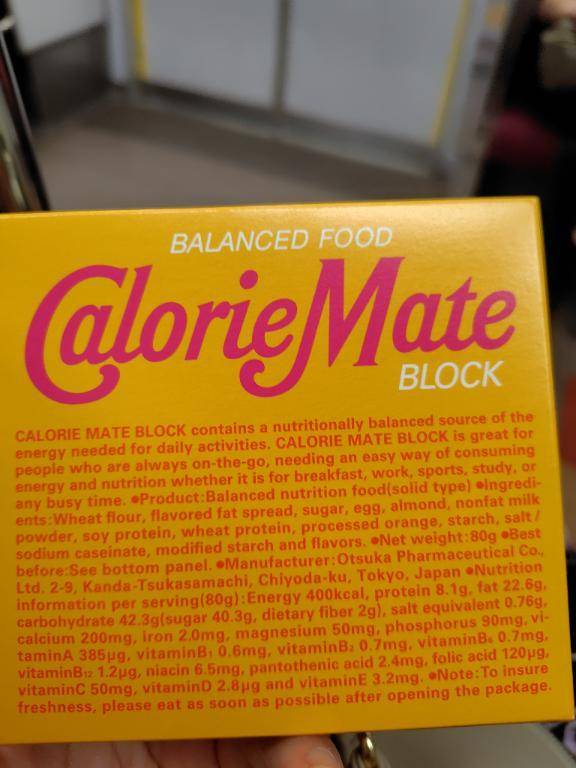 BALANCED FOOD
CalorieMate
BLOCK
CALORIE MATE BLOCK contains a nutritionally balanced source of the
energy needed for daily activities. CALORIE MATE BLOCK is great for
people who are always on-the-go, needing an easy way of consuming
energy and nutrition whether it is for breakfast, work, sports, study, or
any busy time. ●Product:Balanced nutrition food(solid type) ●Ingredi-
ents:Wheat flour, flavored fat spread, sugar, egg, almond, nonfat milk
powder, soy protein, wheat protein, processed orange, starch, salt/
sodium caseinate, modified starch and flavors. ●Net weight:80g ●Best
before:See bottom panel. ●Manufacturer:Otsuka Pharmaceutical Co.,
Ltd. 2-9, Kanda-Tsukasamachi, Chiyoda-ku, Tokyo, Japan ●Nutrition
information per serving(80g):Energy 400kcal, protein 8.1g, fat 22.6g,
carbohydrate 42.3g(sugar 40.3g, dietary fiber 2g), salt equivalent 0.76g,
calcium 200mg, iron 2.0mg, magnesium 50mg, phosphorus 90mg, vi-
taminA 385μg, vitaminB₁ 0.6mg, vitaminB₂ 0.7mg, vitaminB₆ 0.7mg,
vitaminB₁₂ 1.2μg, niacin 6.5mg, pantothenic acid 2.4mg, folic acid 120μg,
vitaminC 50mg, vitaminD 2.8μg and vitaminE 3.2mg. ●Note:To insure
freshness, please eat as soon as possible after opening the package.